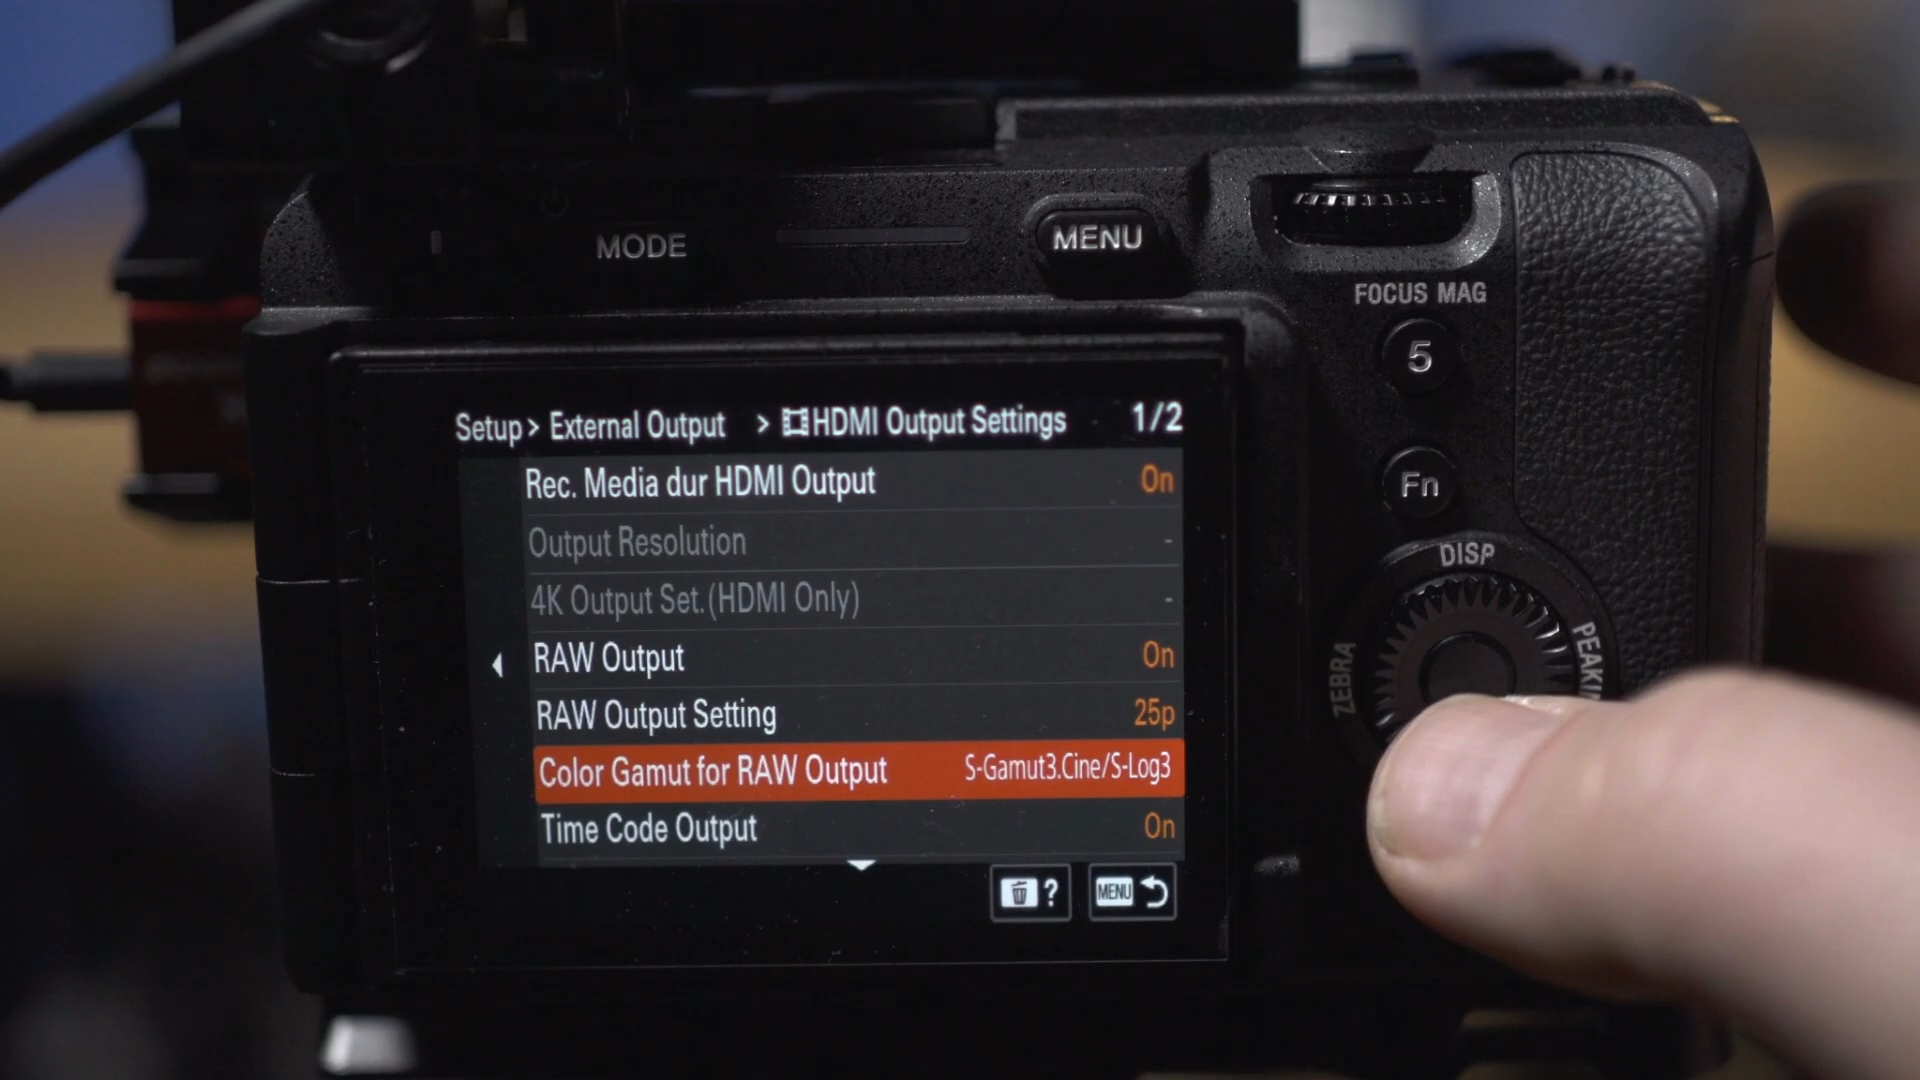 MODE
MENU
FOCUS MAG
5
Fn
DISP
ZEBRA
Setup> External Output > HDMI Output Settings 1/2
Rec. Media dur HDMI Output On
Output Resolution -
4K Output Set.(HDMI Only) -
RAW Output On
RAW Output Setting 25p
Color Gamut for RAW Output S-Gamut3.Cine/S-Log3
Time Code Output On
? MENU